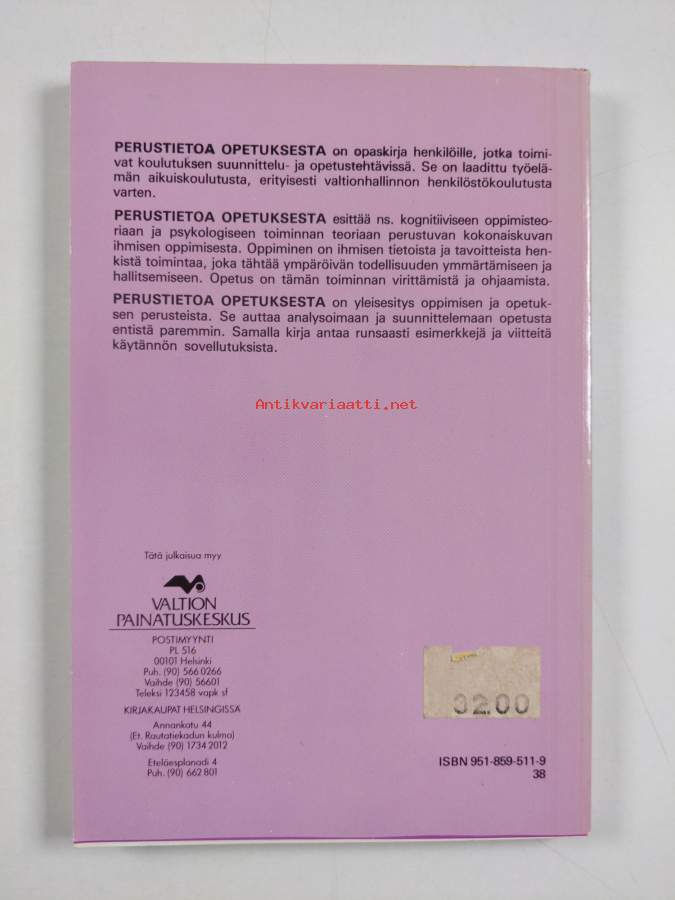 PERUSTIETOA OPETUKSESTA on opaskirja henkilöille, jotka toimi-
vat koulutuksen suunnittelu- ja opetustehtävissä. Se on laadittu työelä-
män aikuiskoulutusta, erityisesti valtionhallinnon henkilöstökoulutusta
varten.
PERUSTIETOA OPETUKSESTA esittää ns. kognitiiviseen oppimisteo-
riaan ja psykologiseen toiminnan teoriaan perustuvan kokonaiskuvan
ihmisen oppimisesta. Oppiminen on ihmisen tietoista ja tavoitteista hen-
kistä toimintaa, joka tähtää ympäröivän todellisuuden ymmärtämiseen ja
hallitsemiseen. Opetus on tämän toiminnan virittämistä ja ohjaamista.
PERUSTIETOA OPETUKSESTA on yleisesitys oppimisen ja opetuk-
sen perusteista. Se auttaa analysoimaan ja suunnittelemaan opetusta
entistä paremmin. Samalla kirja antaa runsaasti esimerkkejä ja viitteitä
käytännön sovellutuksista.
Antikvariaatti.net
Tätä julkaisua myy
VALTION
PAINATUSKESKUS
POSTIMYYNTI
PL 516
00101 Helsinki
Puh. (90) 566 0266
Vaihde (90) 56601
Teleksi 123458 vapk sf
KIRJAKAUPAT HELSINGISSÄ
Annankatu 44
(Et. Rautatiekadun kulma)
Vaihde (90) 1734 2012
Eteläesplanadi 4
Puh. (90) 662 801
32.00
ISBN 951-859-511-9
38